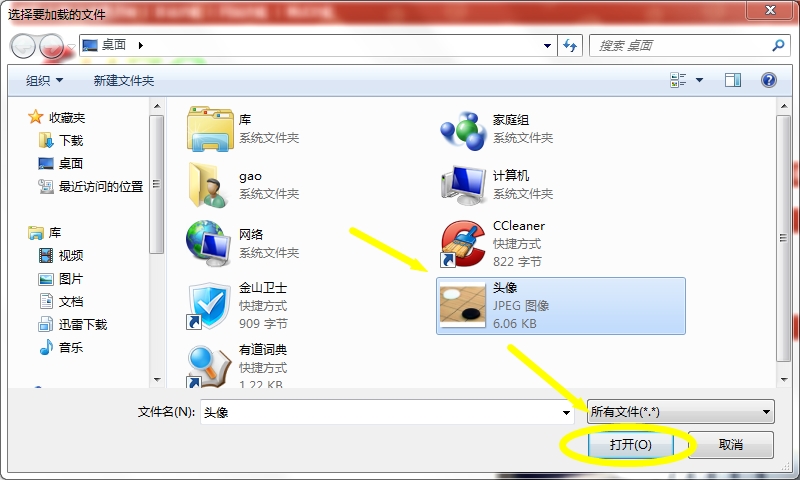 选择要加载的文件
桌面
搜索 桌面
组织
新建文件夹
收藏夹
下载
桌面
最近访问的位置
库
视频
图片
文档
迅雷下载
音乐
库
系统文件夹
家庭组
系统文件夹
gao
系统文件夹
计算机
系统文件夹
网络
系统文件夹
CCleaner
快捷方式
822 字节
金山卫士
快捷方式
909 字节
头像
JPEG 图像
6.06 KB
有道词典
快捷方式
1.22 KB
文件名(N):
头像
所有文件(*.*)
打开(O)
取消